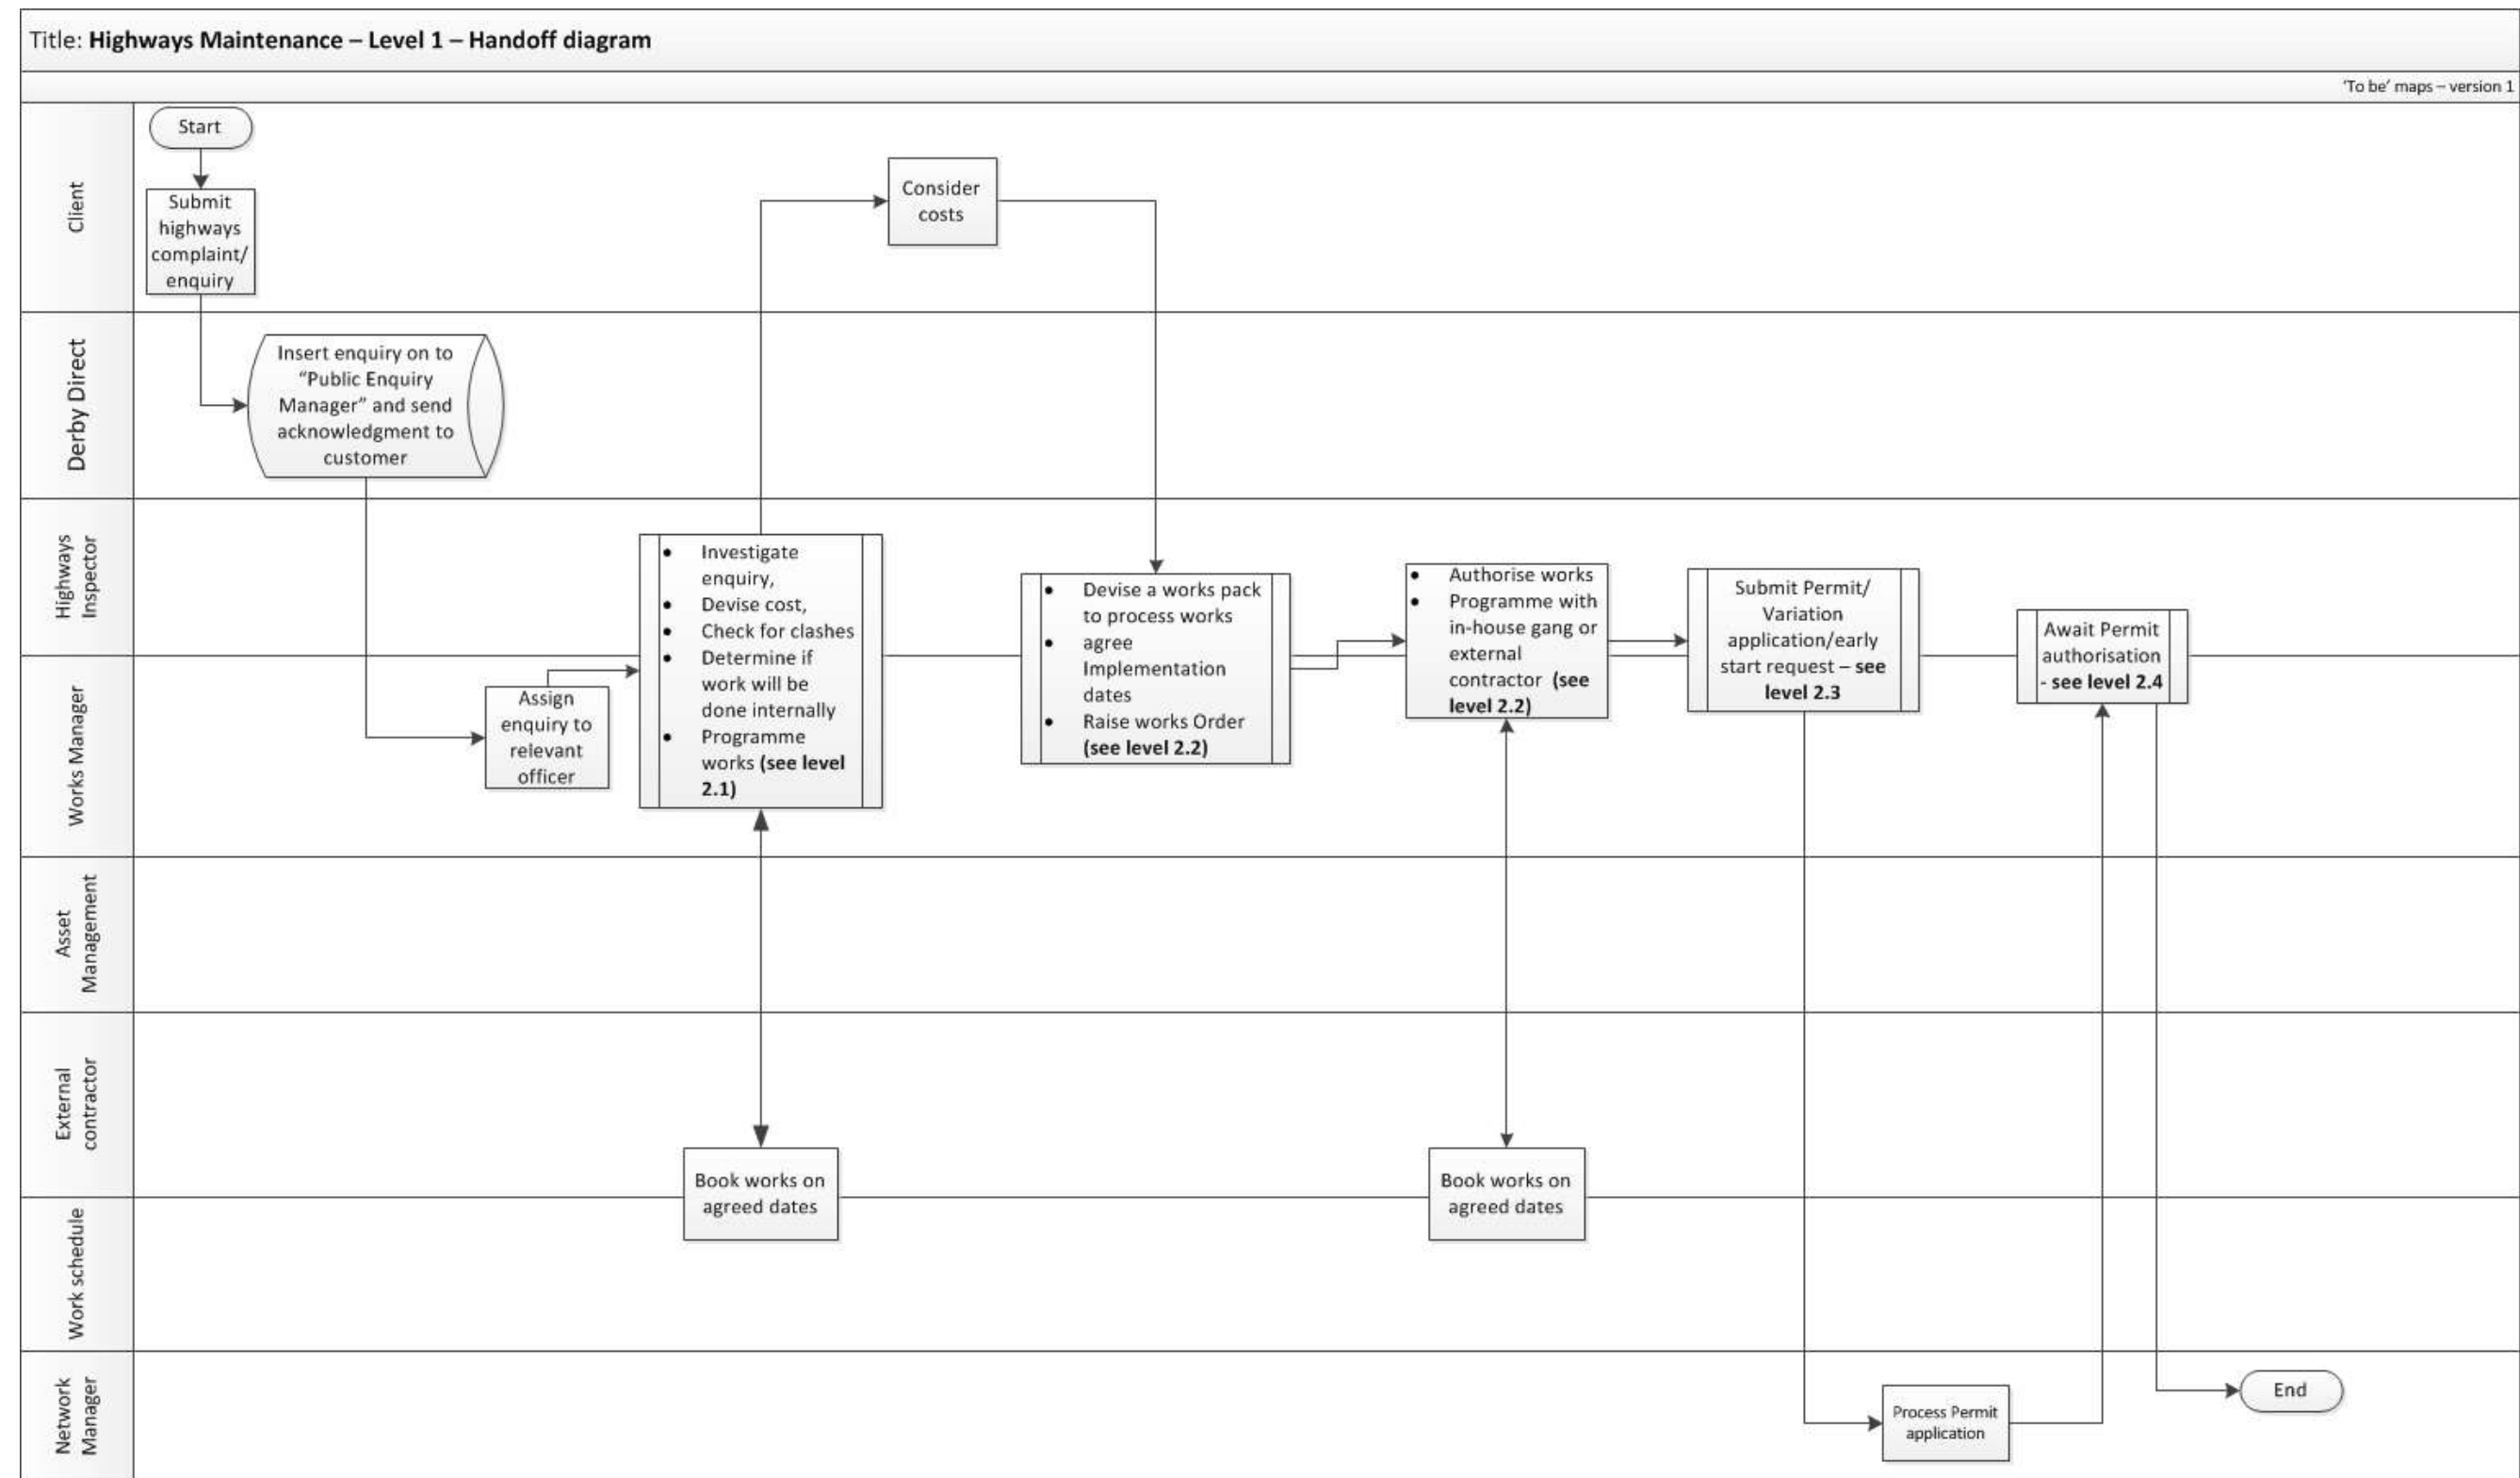 Title: Highways Maintenance – Level 1 – Handoff diagram
'To be' maps – version 1
Client
Start
Submit
highways
complaint/
enquiry
Consider
costs
Derby Direct
Insert enquiry on to
“Public Enquiry
Manager” and send
acknowledgment to
customer
Highways
Inspector
Works Manager
Assign
enquiry to
relevant
officer
• Investigate
enquiry,
• Devise cost,
• Check for clashes
• Determine if
work will be
done internally
• Programme
works (see level
2.1)
• Devise a works pack
to process works
• agree
Implementation
dates
• Raise works Order
(see level 2.2)
• Authorise works
• Programme with
in-house gang or
external
contractor (see
level 2.2)
Submit Permit/
Variation
application/early
start request – see
level 2.3
Await Permit
authorisation
- see level 2.4
Asset
Management
External
contractor
Book works on
agreed dates
Book works on
agreed dates
Work schedule
Network
Manager
Process Permit
application
End